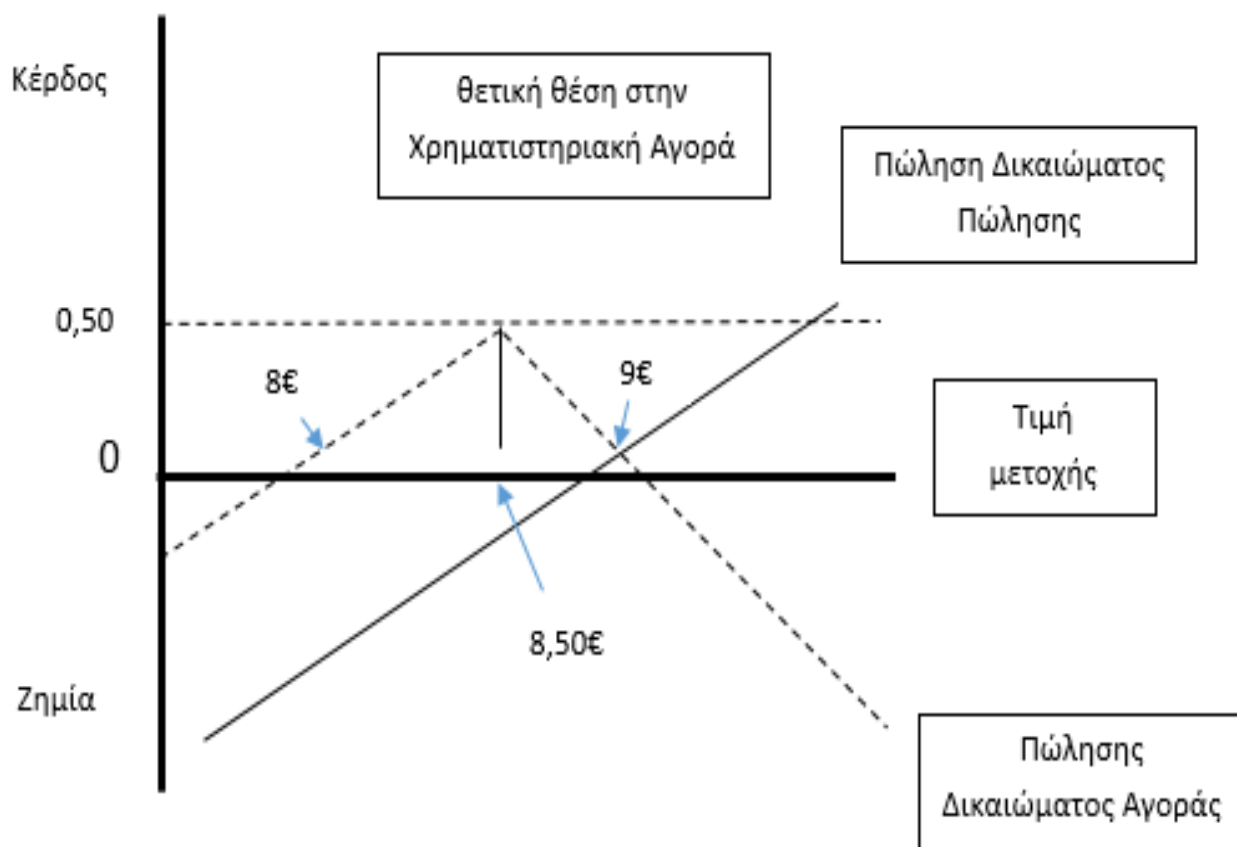 Κέρδος
θετική θέση στην
Χρηματιστηριακή Αγορά
Πώληση Δικαιώματος
Πώλησης
0,50
8€
9€
0
Τιμή
μετοχής
8,50€
Ζημία
Πώλησης
Δικαιώματος Αγοράς